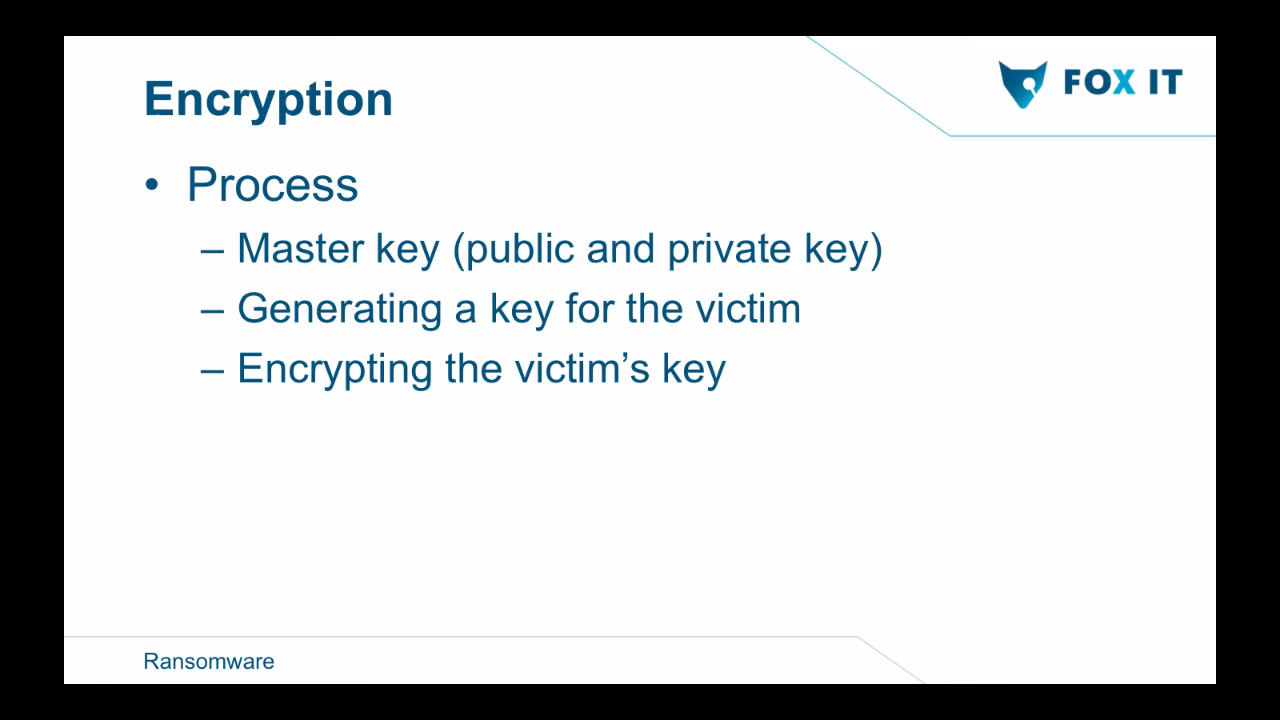 FOX IT
Encryption
• Process
– Master key (public and private key)
– Generating a key for the victim
– Encrypting the victim’s key
Ransomware